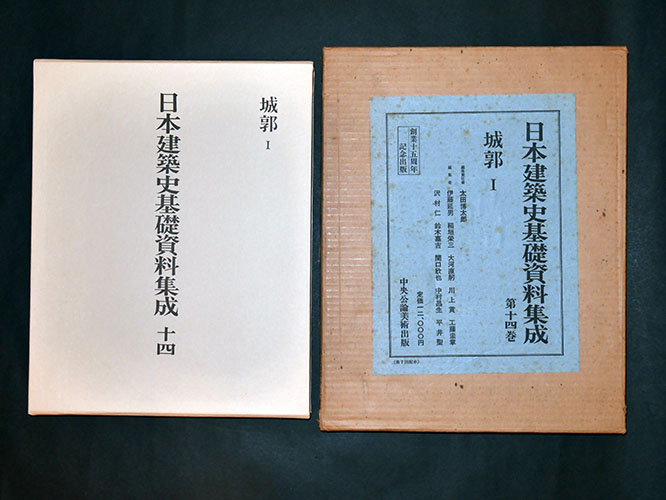 城郭 I
日本建築史基礎資料集成 十四
日本建築史基礎資料集成
第十四巻
城郭 I
創業十五周年
記念出版
太田博太郎
伊藤延男 稲垣栄三 大河直躬 川上貢 工藤圭章
沢村仁 鈴木嘉吉 関口欣也 中村昌生 平井聖
定価一二、〇〇〇円
中央公論美術出版